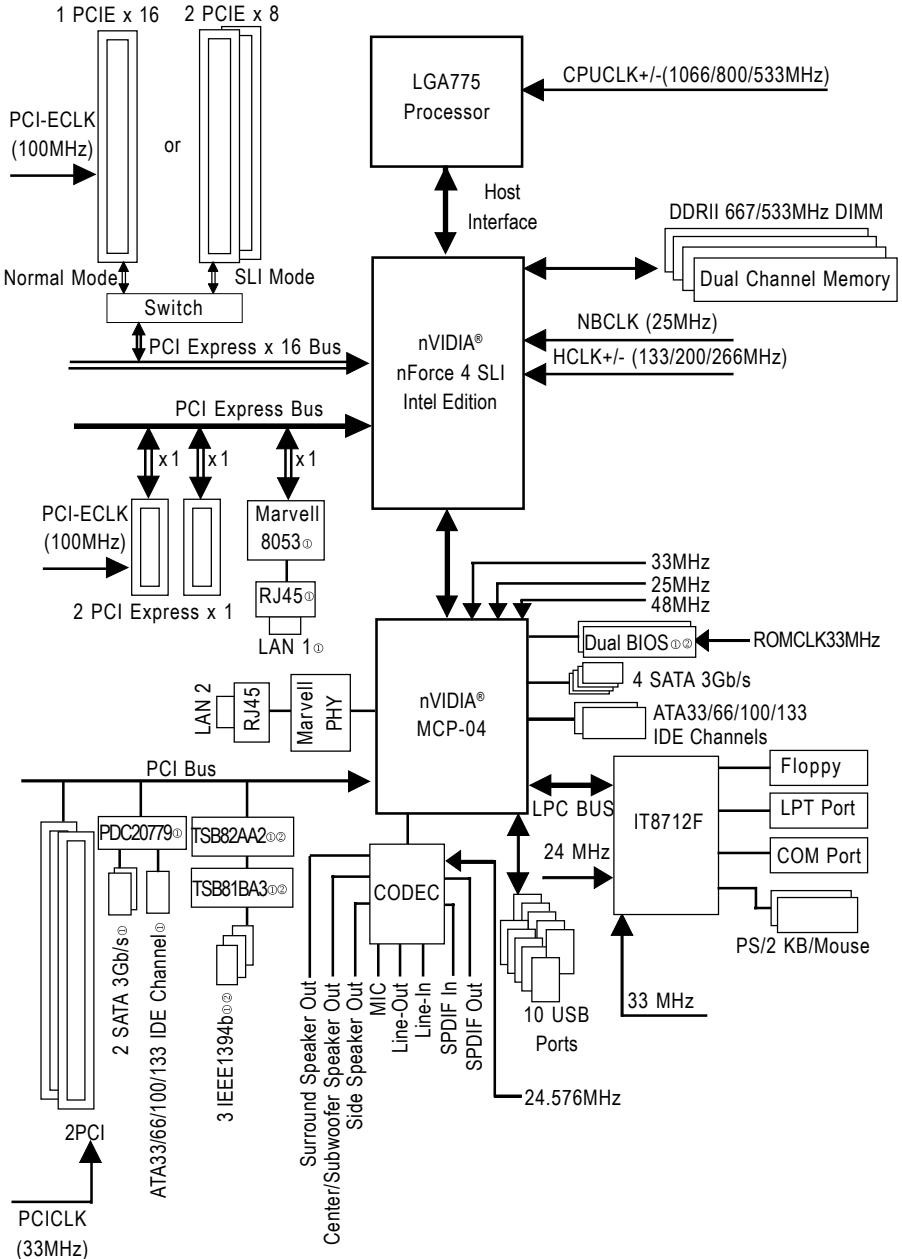 1 PCIE x 16
2 PCIE x 8
PCI-ECLK
(100MHz)
or
Normal Mode
SLI Mode
Switch
PCI Express x 16 Bus
LGA775
Processor
CPUCLK+/-(1066/800/533MHz)
Host
Interface
DDRII 667/533MHz DIMM
Dual Channel Memory
nVIDIA®
nForce 4 SLI
Intel Edition
NBCLK (25MHz)
HCLK+/- (133/200/266MHz)
PCI Express Bus
x1
x1
x1
PCI-ECLK
(100MHz)
2 PCI Express x 1
Marvell
8053①
RJ45①
LAN 1①
33MHz
25MHz
48MHz
nVIDIA®
MCP-04
Dual BIOS①②
ROMCLK33MHz
4 SATA 3Gb/s
ATA33/66/100/133
IDE Channels
LAN 2
RJ45
Marvell
PHY
PCI Bus
LPC BUS
IT8712F
Floppy
LPT Port
COM Port
PS/2 KB/Mouse
24 MHz
33 MHz
PDC20779①
TSB82AA2①②
TSB81BA3①②
CODEC
2 SATA 3Gb/s①
ATA33/66/100/133 IDE Channel①
3 IEEE1394b①②
Surround Speaker Out
Center/Subwoofer Speaker Out
Side Speaker Out
MIC
Line-Out
Line-In
SPDIF In
SPDIF Out
10 USB
Ports
24.576MHz
2PCI
PCICLK
(33MHz)